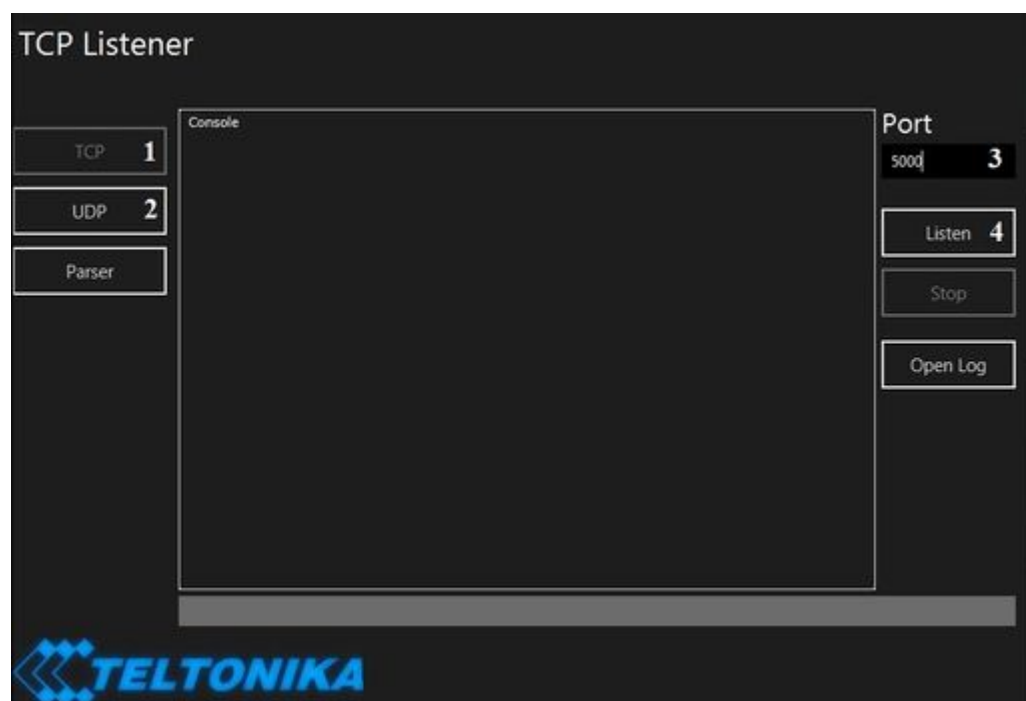 TCP Listener
TCP 1
UDP 2
Parser
Console
Port
5000 3
Listen 4
Stop
Open Log
TELTONIKA